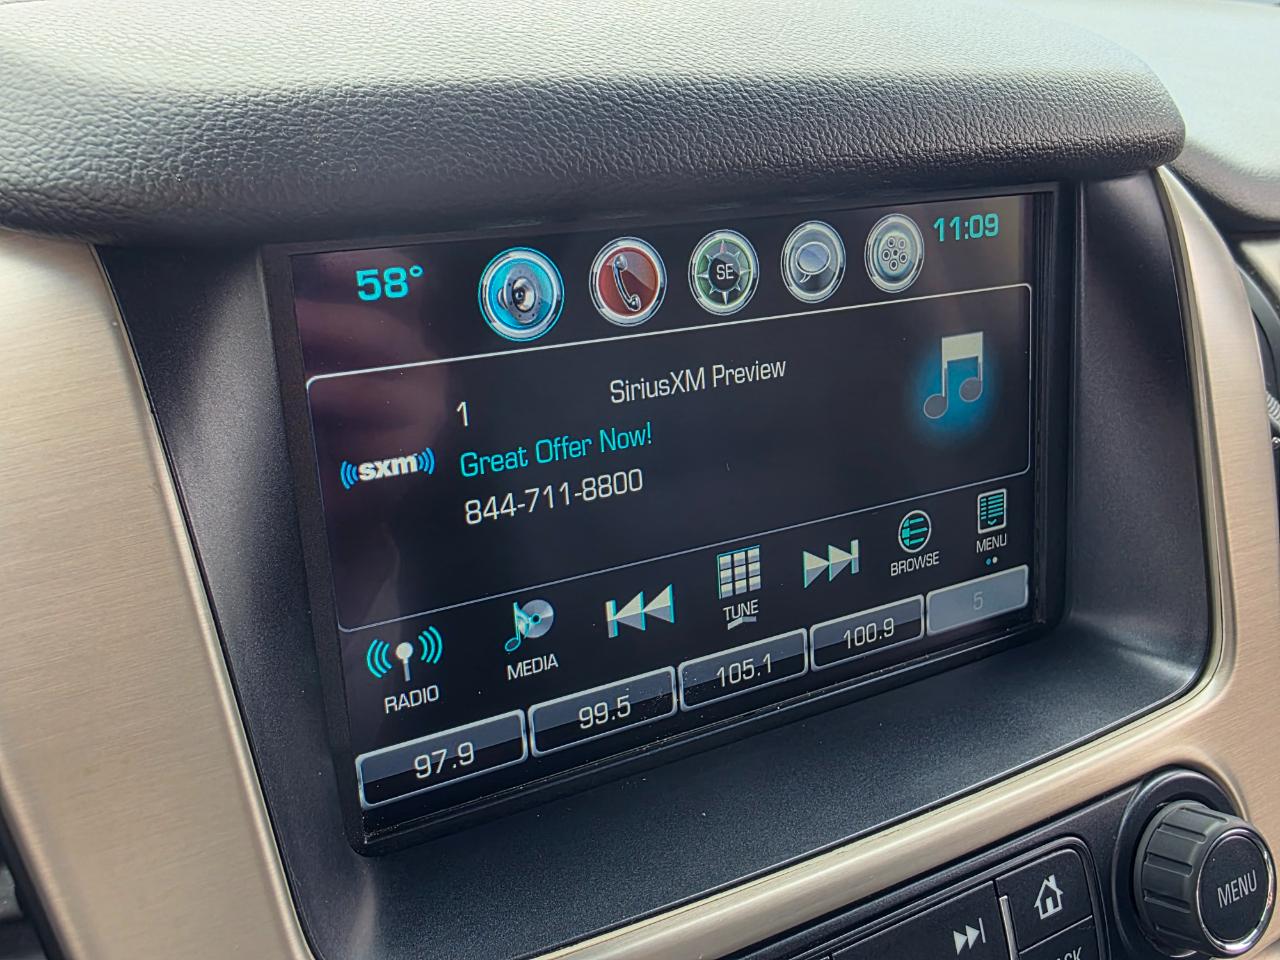 58°
SE
11:09
1
SiriusXM Preview
sxm
Great Offer Now!
844-711-8800
RADIO
MEDIA
TUNE
BROWSE
MENU
97.9
99.5
105.1
100.9
5
MENU